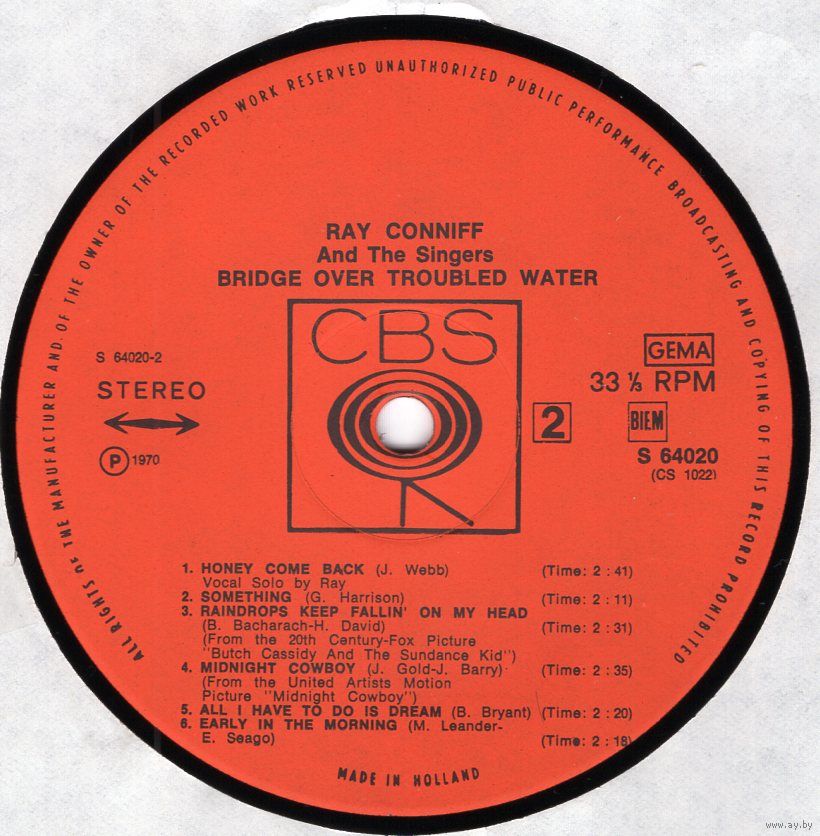 ALL RIGHTS OF THE MANUFACTURER AND OF THE OWNER OF THE RECORDED WORK RESERVED UNAUTHORIZED PUBLIC PERFORMANCE BROADCASTING AND COPYING OF THIS RECORD PROHIBITED
RAY CONNIFF
And The Singers
BRIDGE OVER TROUBLED WATER
CBS
S 64020-2
STEREO
P 1970
2
GEMA
33 ⅓ RPM
BIEM
S 64020
(CS 1022)
1. HONEY COME BACK (J. Webb) (Time: 2 : 41)
Vocal Solo by Ray
2. SOMETHING (G. Harrison) (Time: 2 : 11)
3. RAINDROPS KEEP FALLIN' ON MY HEAD
(B. Bacharach-H. David) (Time: 2 : 31)
(From the 20th Century-Fox Picture
"Butch Cassidy And The Sundance Kid")
4. MIDNIGHT COWBOY (J. Gold-J. Barry) (Time: 2 : 35)
(From the United Artists Motion
Picture "Midnight Cowboy")
5. ALL I HAVE TO DO IS DREAM (B. Bryant) (Time: 2 : 20)
6. EARLY IN THE MORNING (M. Leander-
E. Seago) (Time: 2 : 18)
MADE IN HOLLAND
www.ay.by